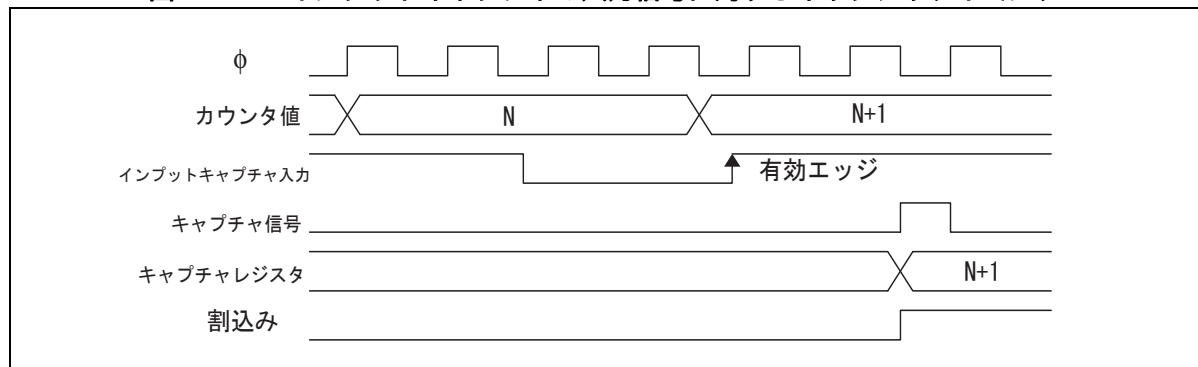 φ
カウンタ値 N N+1
インプットキャプチャ入力 有効エッジ
キャプチャ信号
キャプチャレジスタ N+1
割込み